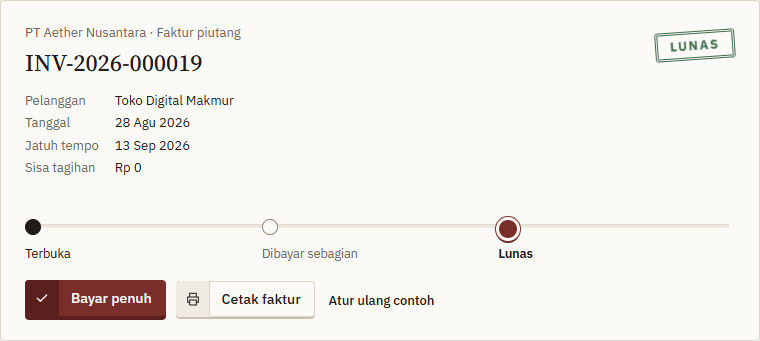 PT Aether Nusantara · Faktur piutang
INV-2026-000019
LUNAS
Pelanggan Toko Digital Makmur
Tanggal 28 Agu 2026
Jatuh tempo 13 Sep 2026
Sisa tagihan Rp 0
Terbuka Dibayar sebagian Lunas
Bayar penuh Cetak faktur Atur ulang contoh